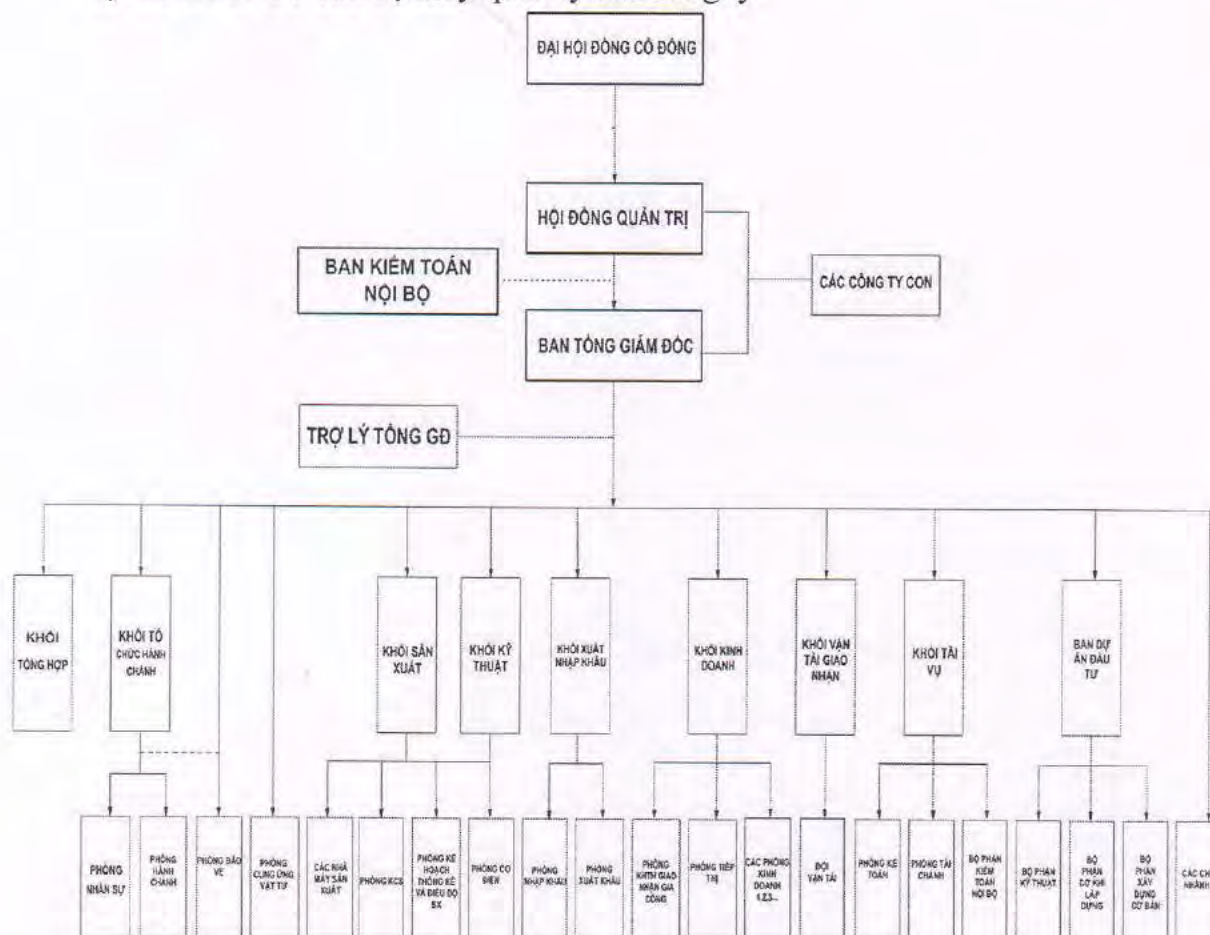 ĐẠI HỘI ĐỒNG CỔ ĐÔNG
HỘI ĐỒNG QUẢN TRỊ
BAN KIỂM TOÁN
NỘI BỘ
CÁC CÔNG TY CON
BAN TỔNG GIÁM ĐỐC
TRỢ LÝ TỔNG GĐ
KHỐI
TỔNG HỢP
KHỐI TỔ
CHỨC HÀNH
CHÁNH
KHỐI SẢN
XUẤT
KHỐI KỸ
THUẬT
KHỐI XUẤT
NHẬP KHẨU
KHỐI KINH
DOANH
KHỐI VẬN
TẢI GIAO
NHẬN
KHỐI TÀI
VỤ
BAN DỰ
ÁN ĐẦU
TƯ
PHÒNG
NHÂN SỰ
PHÒNG
HÀNH
CHÁNH
PHÒNG BẢO
VỆ
PHÒNG
CUNG ỨNG
VẬT TƯ
CÁC NHÀ
MÁY SẢN
XUẤT
PHÒNG KCS
PHÒNG KẾ
HOẠCH
THỐNG KÊ
VÀ ĐIỀU ĐỘ
SX
PHÒNG CƠ
ĐIỆN
PHÒNG
NHẬP KHẨU
PHÒNG
XUẤT KHẨU
PHÒNG
KHTH GIAO
NHẬN GIA
CÔNG
PHÒNG TIẾP
THỊ
CÁC PHÒNG
KINH
DOANH
1,2,3...
ĐỘI
VẬN TẢI
PHÒNG KẾ
TOÁN
PHÒNG TÀI
CHÁNH
BỘ PHẬN
KIỂM
TOÁN
NỘI BỘ
BỘ PHẬN
KỸ THUẬT
BỘ
PHẬN
CƠ KHÍ
LẮP
DỰNG
BỘ
PHẬN
XÂY
DỰNG
CƠ BẢN
CÁC CHI
NHÁNH